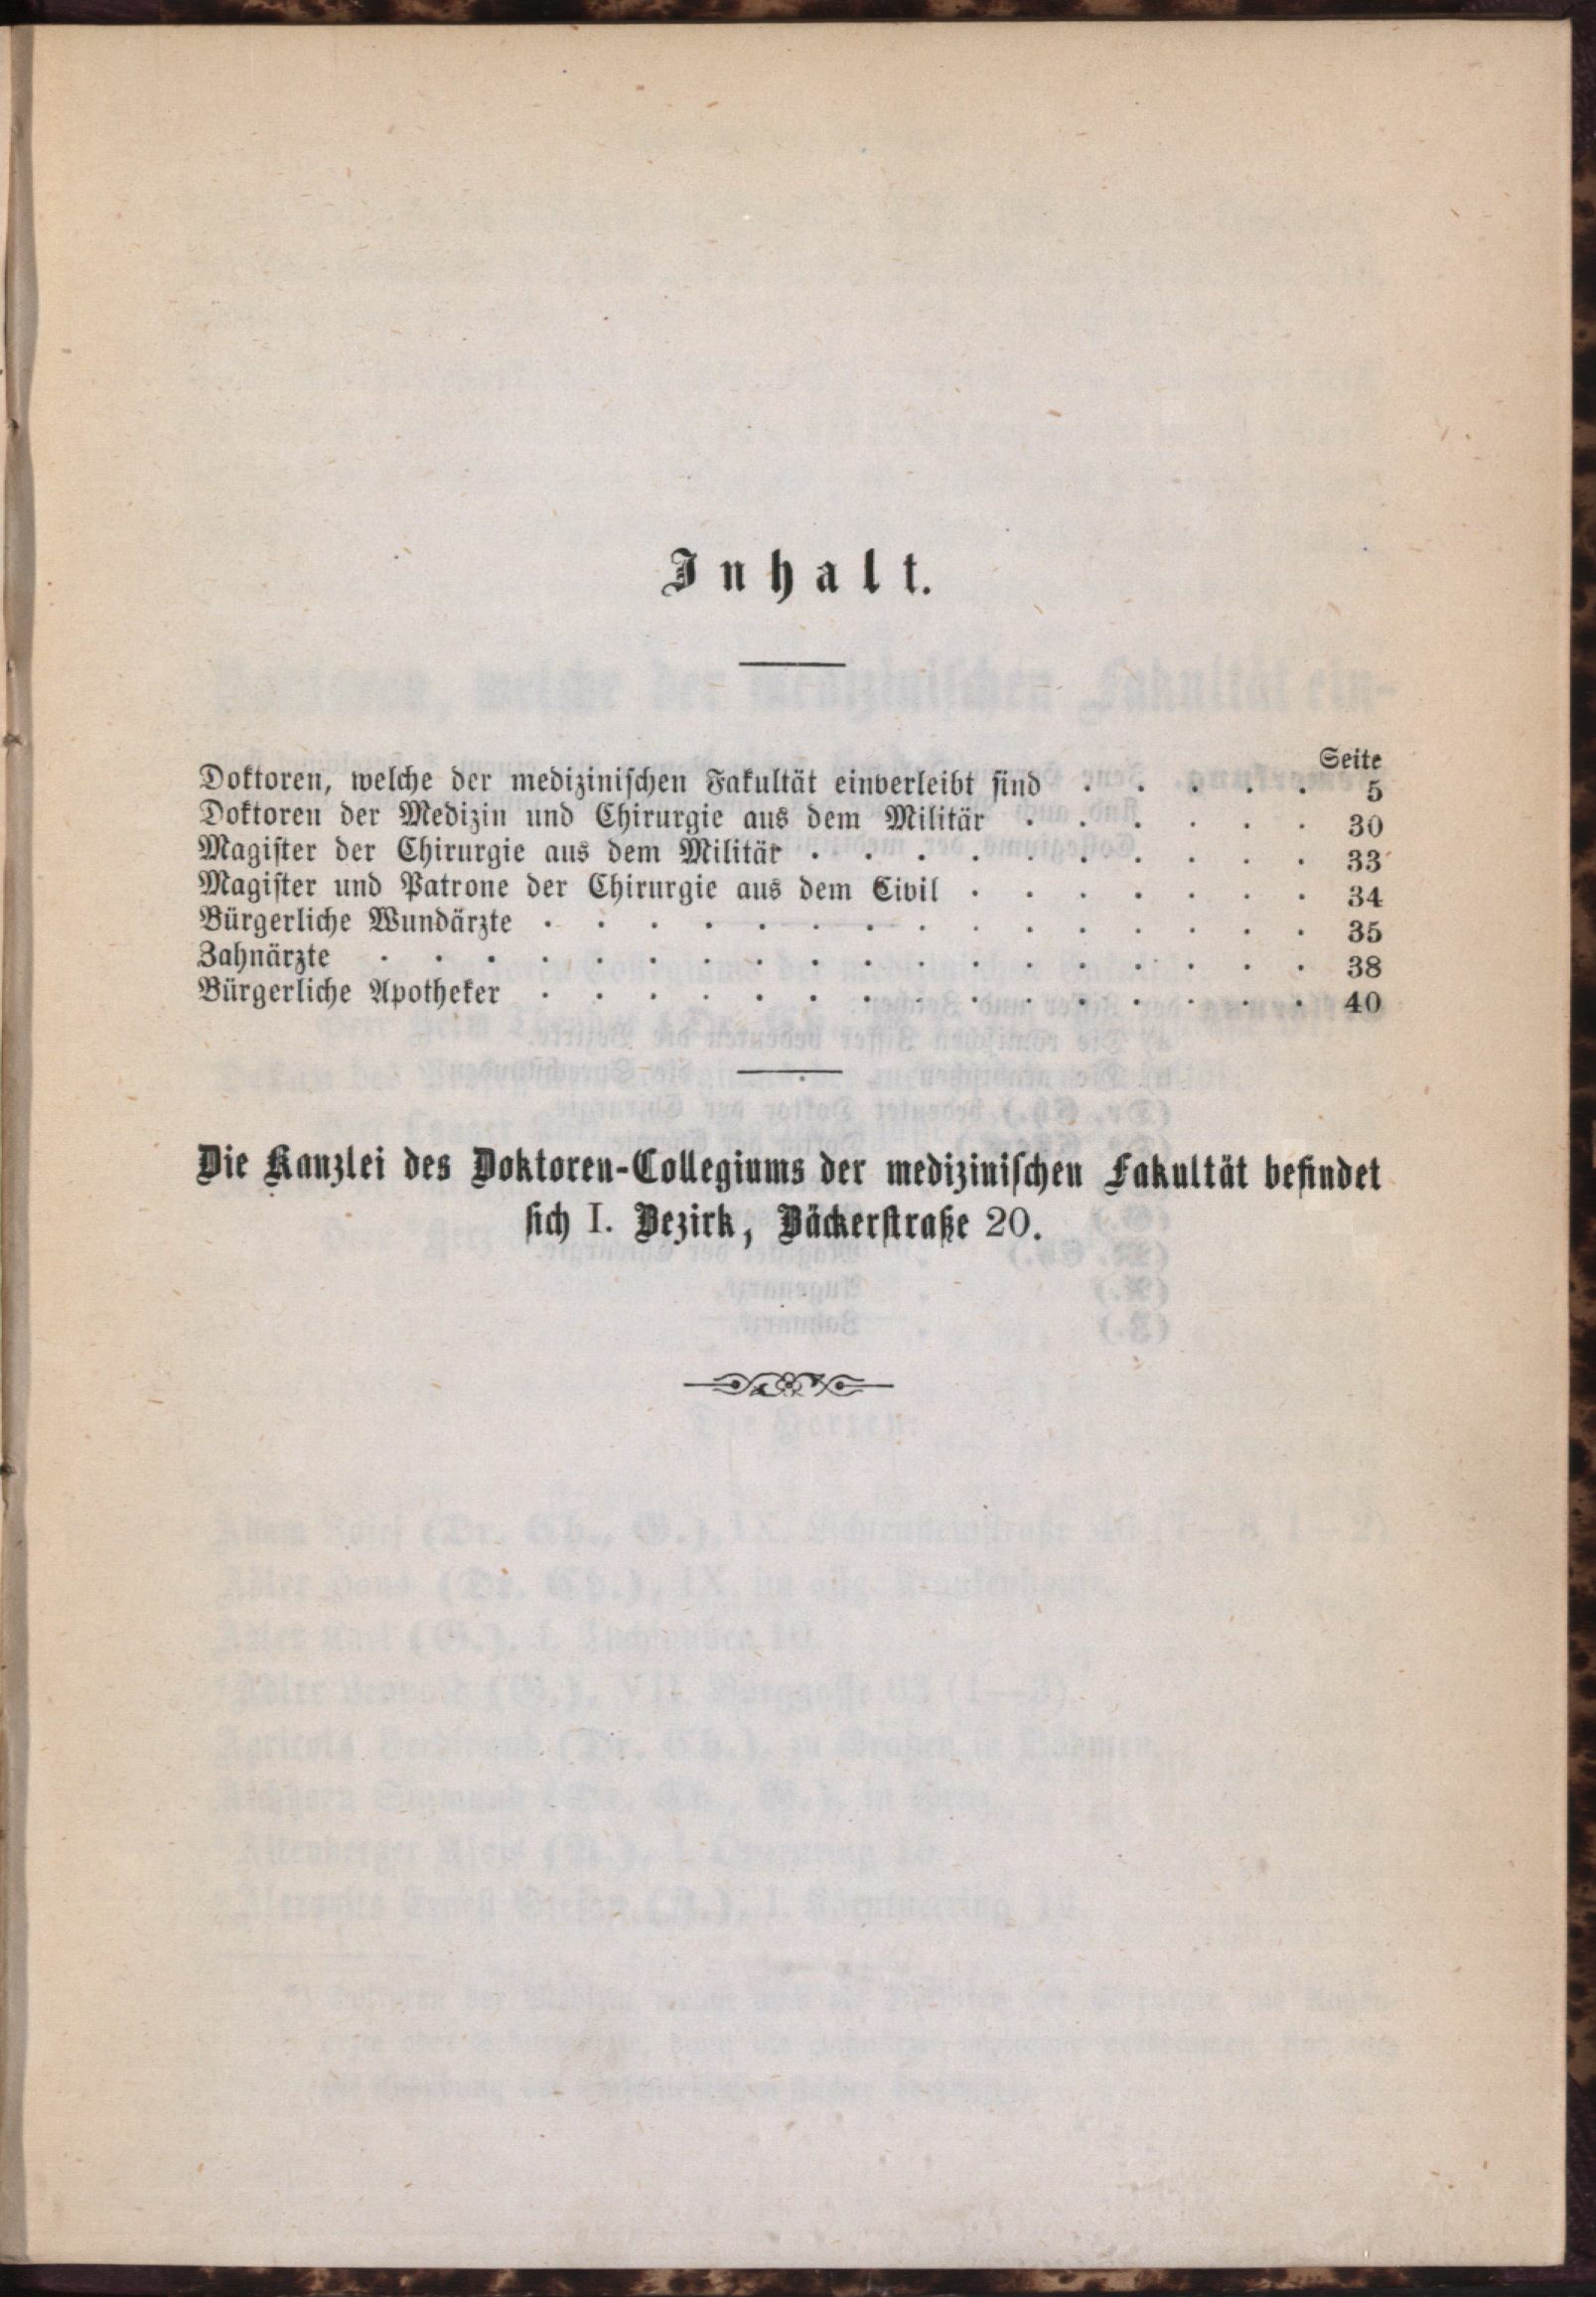 Inhalt.
Seite
Doktoren, welche der medizinischen Fakultät einverleibt sind . . . . . 5
Doktoren der Medizin und Chirurgie aus dem Militär . . . . . . 30
Magister der Chirurgie aus dem Militär . . . . . . . . . . 33
Magister und Patrone der Chirurgie aus dem Civil . . . . . . . 34
Bürgerliche Wundärzte . . . . . . . . . . . . . . . 35
Zahnärzte . . . . . . . . . . . . . . . . . . 38
Bürgerliche Apotheker . . . . . . . . . . . . . . . 40
Die Kanzlei des Doktoren-Collegiums der medizinischen Fakultät befindet
sich I. Bezirk, Bäckerstraße 20.